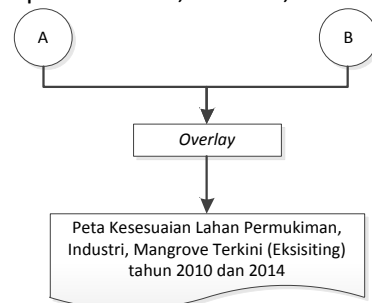 A
B
Overlay
Peta Kesesuaian Lahan Permukiman,
Industri, Mangrove Terkini (Eksisiting)
tahun 2010 dan 2014